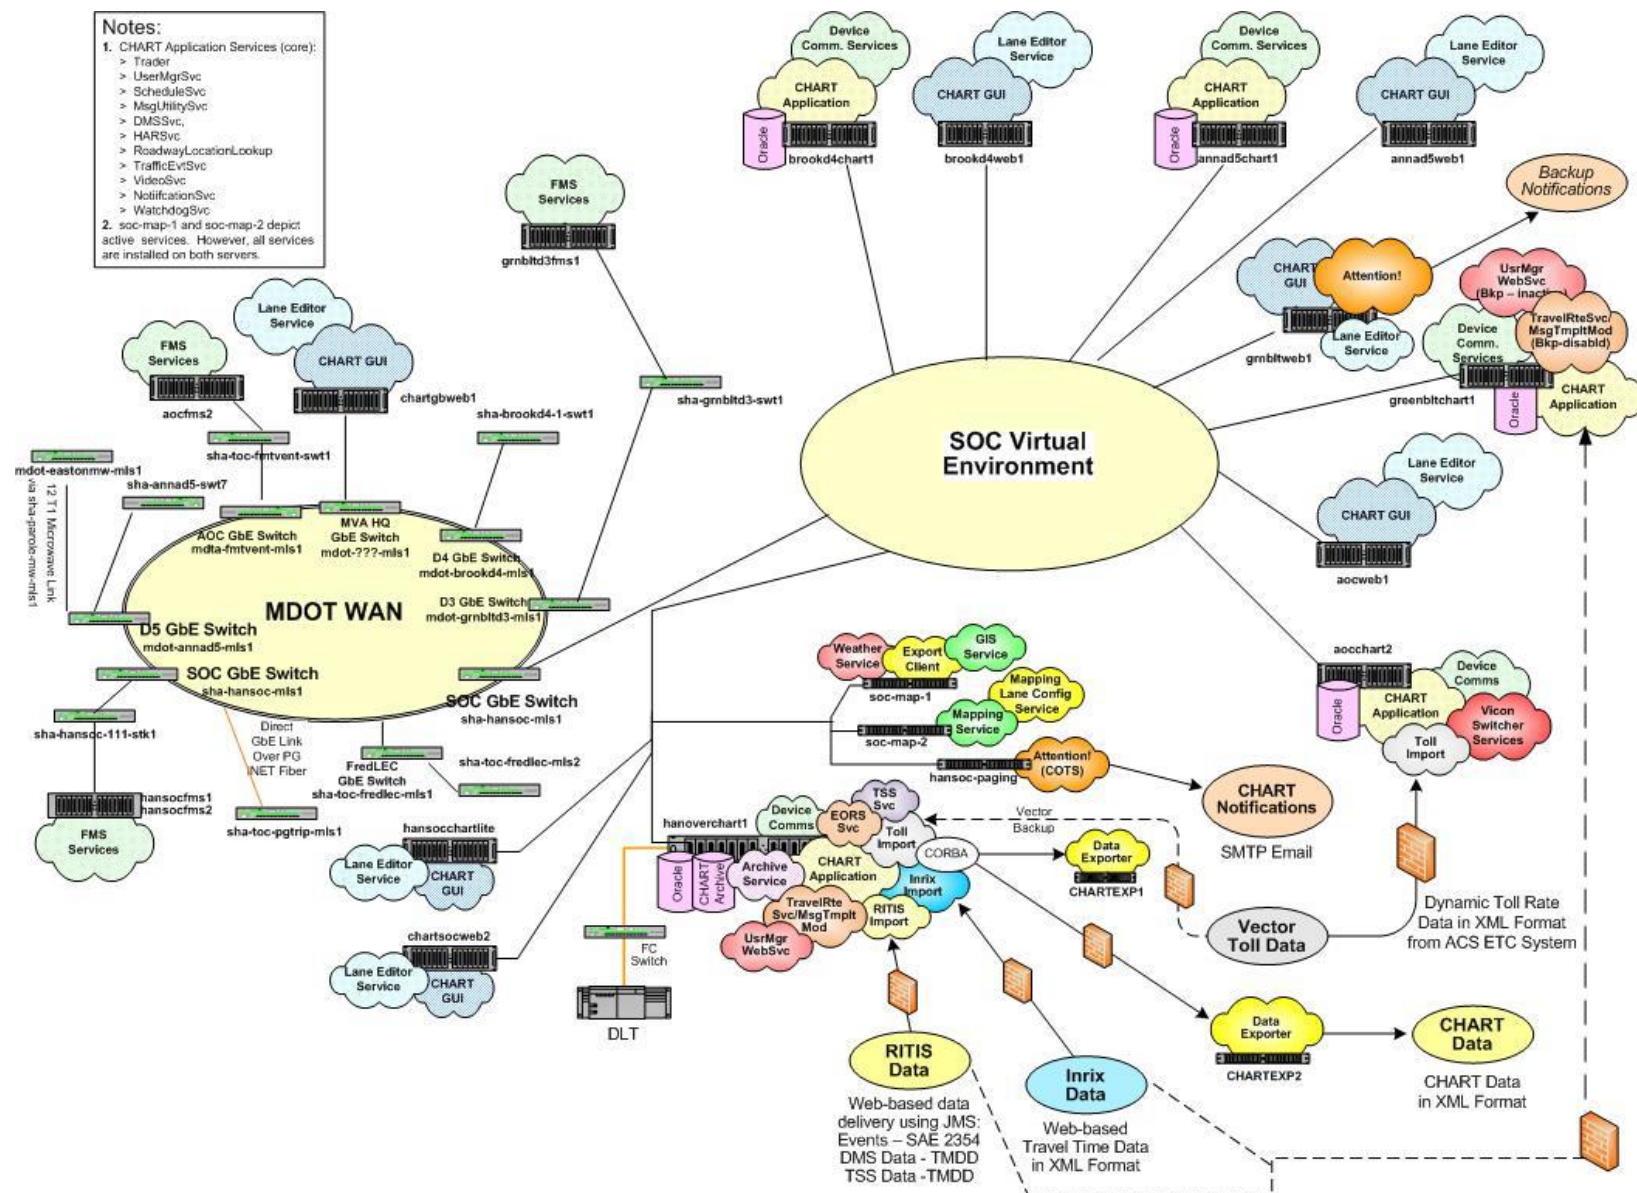 Notes:
1. CHART Application Services (core):
> Trader
> UserMgrSvc
> ScheduleSvc
> MsgUtilitySvc
> DMSSvc,
> HARSvc
> RoadwayLocationLookup
> TrafficEvtSvc
> VideoSvc
> NotiifcationSvc
> WatchdogSvc
2. soc-map-1 and soc-map-2 depict
active services. However, all services
are installed on both servers.
Device
Comm. Services
CHART
Application
Oracle
brookd4chart1
Lane Editor
Service
CHART GUI
brookd4web1
Device
Comm. Services
CHART
Application
Oracle
annad5chart1
Lane Editor
Service
CHART GUI
annad5web1
Backup
Notifications
FMS
Services
grnbltd3fms1
CHART
GUI
Attention!
Lane Editor
Service
grnbltweb1
UsrMgr
WebSvc
(Bkp – inactive)
TravelRteSvc/
MsgTmpltMod
(Bkp-disabld)
Device
Comm.
Services
greenbltchart1
Oracle
CHART
Application
Lane Editor
Service
CHART GUI
chartgbweb1
FMS
Services
aocfms2
sha-toc-fmtvent-swt1
sha-brookd4-1-swt1
sha-grnbltd3-swt1
mdot-eastonmw-mls1
12 T1 Microwave Link
via sha-parole-mw-mls1
sha-annad5-swt7
AOC GbE Switch
mdta-fmtvent-mls1
MVA HQ
GbE Switch
mdot-???-mls1
D4 GbE Switch
mdot-brookd4-mls1
D3 GbE Switch
mdot-grnbltd3-mls1
MDOT WAN
D5 GbE Switch
mdot-annad5-mls1
SOC GbE Switch
sha-hansoc-mls1
SOC GbE Switch
sha-hansoc-mls1
SOC Virtual
Environment
Lane Editor
Service
CHART GUI
aocweb1
sha-hansoc-111-stk1
Direct
GbE Link
Over PG
INET Fiber
FredLEC
GbE Switch
sha-toc-fredlec-mls1
sha-toc-fredlec-mls2
hansocfms1
hansocfms2
FMS
Services
sha-toc-pgtrip-mls1
Weather
Service
Export
Client
GIS
Service
soc-map-1
Mapping
Lane Config
Service
Mapping
Service
soc-map-2
Attention!
(COTS)
hansoc-paging
CHART
Notifications
SMTP Email
aocchart2
Oracle
Device
Comms
CHART
Application
Vicon
Switcher
Services
Toll
Import
hansocchartlite
Lane Editor
Service
CHART
GUI
chartsocweb2
Lane Editor
Service
CHART
GUI
hanoverchart1
Device
Comms
EORS
Svc
TSS
Svc
Toll
Import
CORBA
Oracle
CHART
Archive
Archive
Service
CHART
Application
Inrix
Import
TravelRte
Svc/MsgTmplt
Mod
RITIS
Import
UsrMgr
WebSvc
FC
Switch
DLT
Vector
Backup
Data
Exporter
CHARTEXP1
Vector
Toll Data
Dynamic Toll Rate
Data in XML Format
from ACS ETC System
Data
Exporter
CHARTEXP2
CHART
Data
CHART Data
in XML Format
RITIS
Data
Web-based data
delivery using JMS:
Events – SAE 2354
DMS Data - TMDD
TSS Data -TMDD
Inrix
Data
Web-based
Travel Time Data
in XML Format